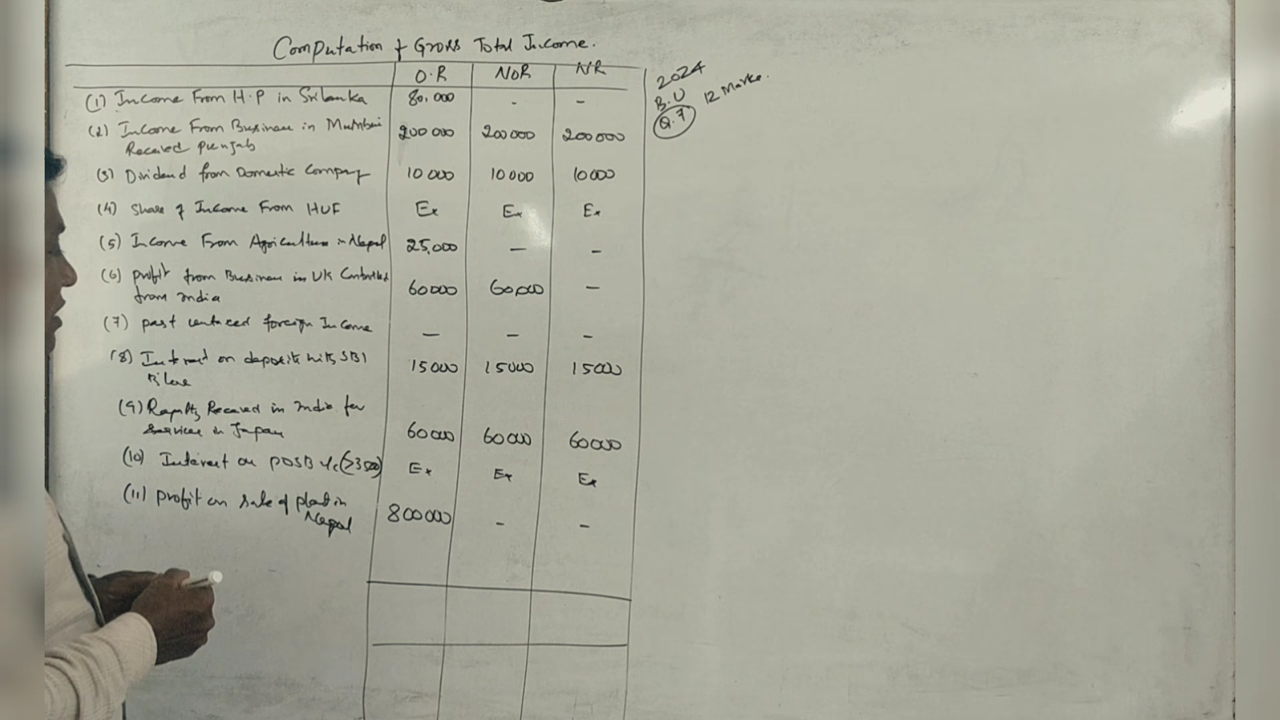 Computation of Gross Total Income.
O.R NOR NR
(1) Income From H.P in Srilanka 80,000 - -
(2) Income From Business in Mumbai 200000 200000 200000
Received punjab
(3) Dividend from Domestic Company 10000 10000 10000
(4) Share of Income From HUF Ex Ex Ex
(5) Income From Agriculture in Nepal 25,000 - -
(6) profit from Business in UK Controlled
from india 60000 60,000 -
(7) past untaxed foreign Income - - -
(8) Interest on deposits with SBI 15000 15000 15000
(9) Royalty Received in India for
Services in Japan 60000 60000 60000
(10) Interest on POSB A/c (>3500) Ex Ex Ex
(11) profit on sale of plant in 800000 - -
Nepal
2024
B.U 12 Marks.
Q.7